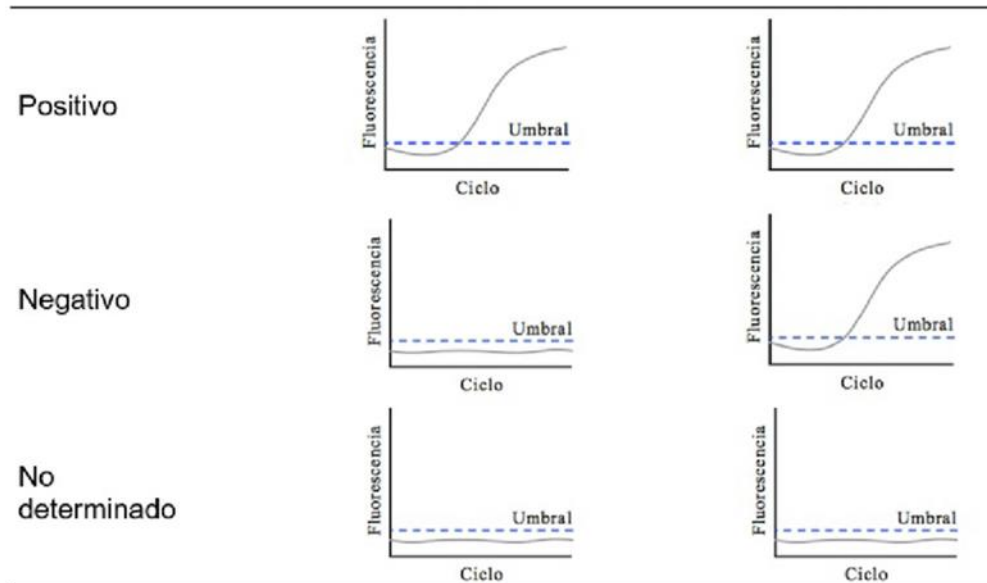 Positivo
Fluorescencia
Umbral
Ciclo
Fluorescencia
Umbral
Ciclo
Negativo
Fluorescencia
Umbral
Ciclo
Fluorescencia
Umbral
Ciclo
No
determinado
Fluorescencia
Umbral
Ciclo
Fluorescencia
Umbral
Ciclo